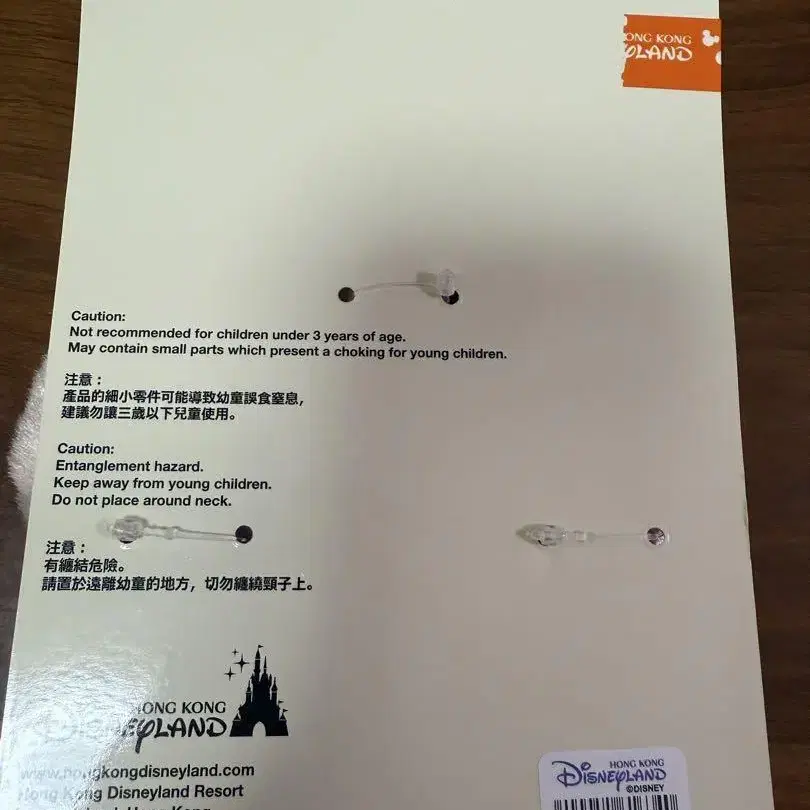 ONG KONG
YLAND
Caution:
Not recommended for children under 3 years of age.
May contain small parts which present a choking for young children.
注意：
產品的細小零件可能導致幼童誤食窒息，
建議勿讓三歲以下兒童使用。
Caution:
Entanglement hazard.
Keep away from young children.
Do not place around neck.
注意：
有纏結危險。
請置於遠離幼童的地方，切勿纏繞頸子上。
HONG KONG
DISNEYLAND
www.hongkongdisneyland.com
Hong Kong Disneyland Resort
HONG KONG
DISNEYLAND
©DISNEY